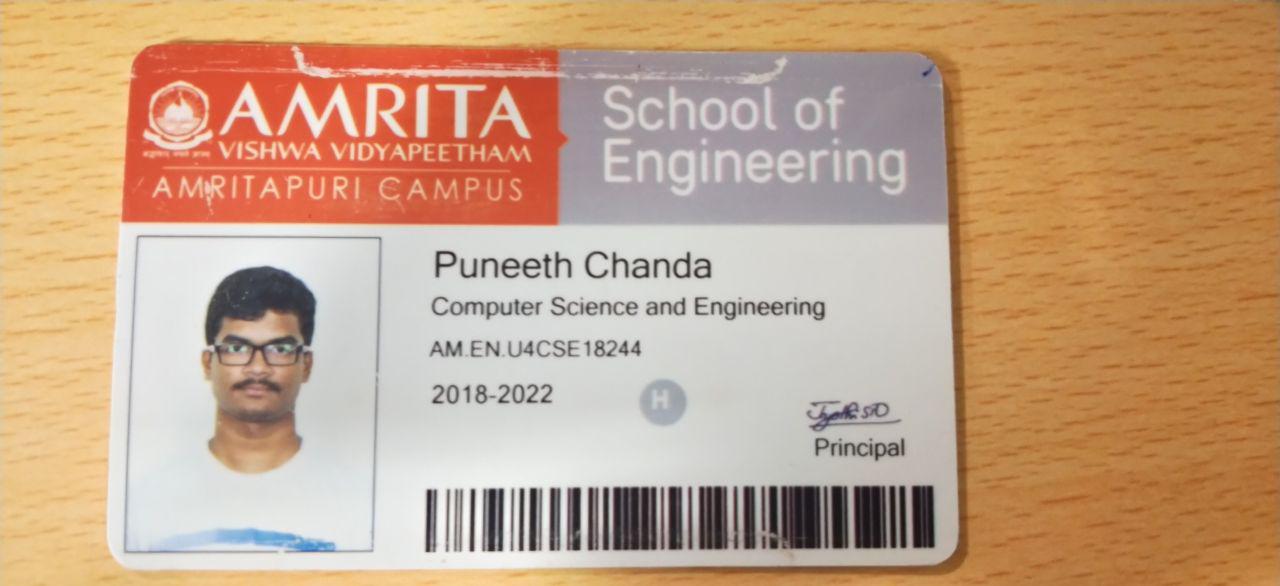 AMRITA
VISHWA VIDYAPEETHAM
AMRITAPURI CAMPUS
School of
Engineering
Puneeth Chanda
Computer Science and Engineering
AM.EN.U4CSE18244
2018-2022
H
Principal